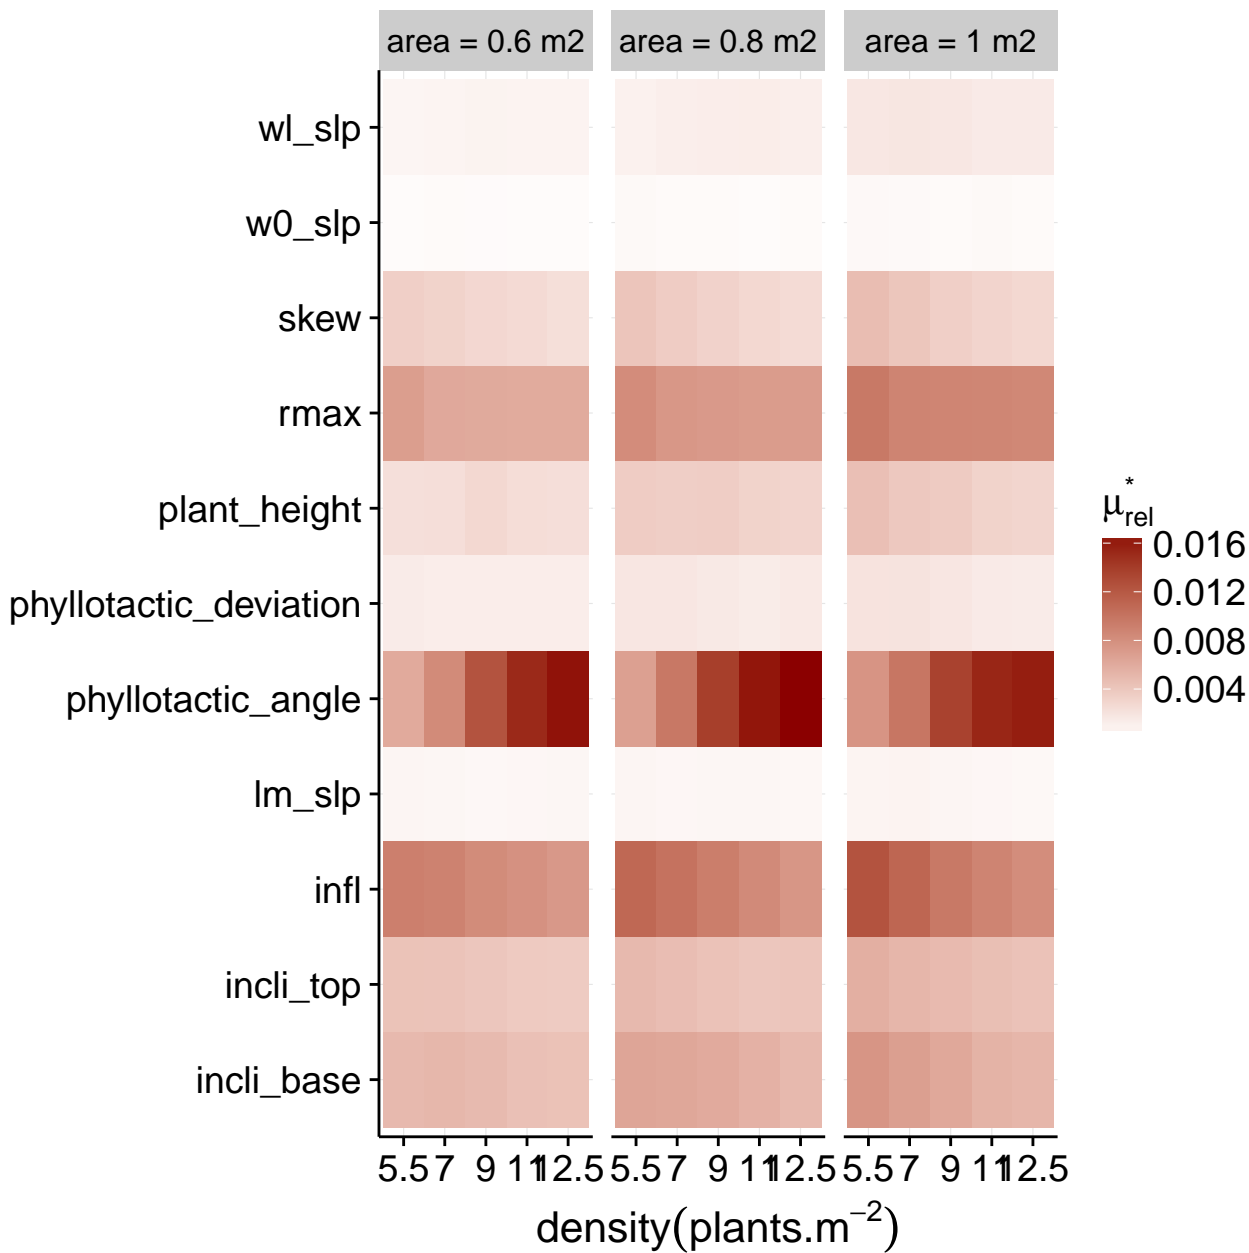 area = 0.6 m2 area = 0.8 m2 area = 1 m2
wl_slp
w0_slp
skew
rmax
plant_height
phyllotactic_deviation
phyllotactic_angle
lm_slp
infl
incli_top
incli_base
μ*rel
0.016
0.012
0.008
0.004
5.5 7 9 11 12.5 5.5 7 9 11 12.5 5.5 7 9 11 12.5
density(plants.m−2)